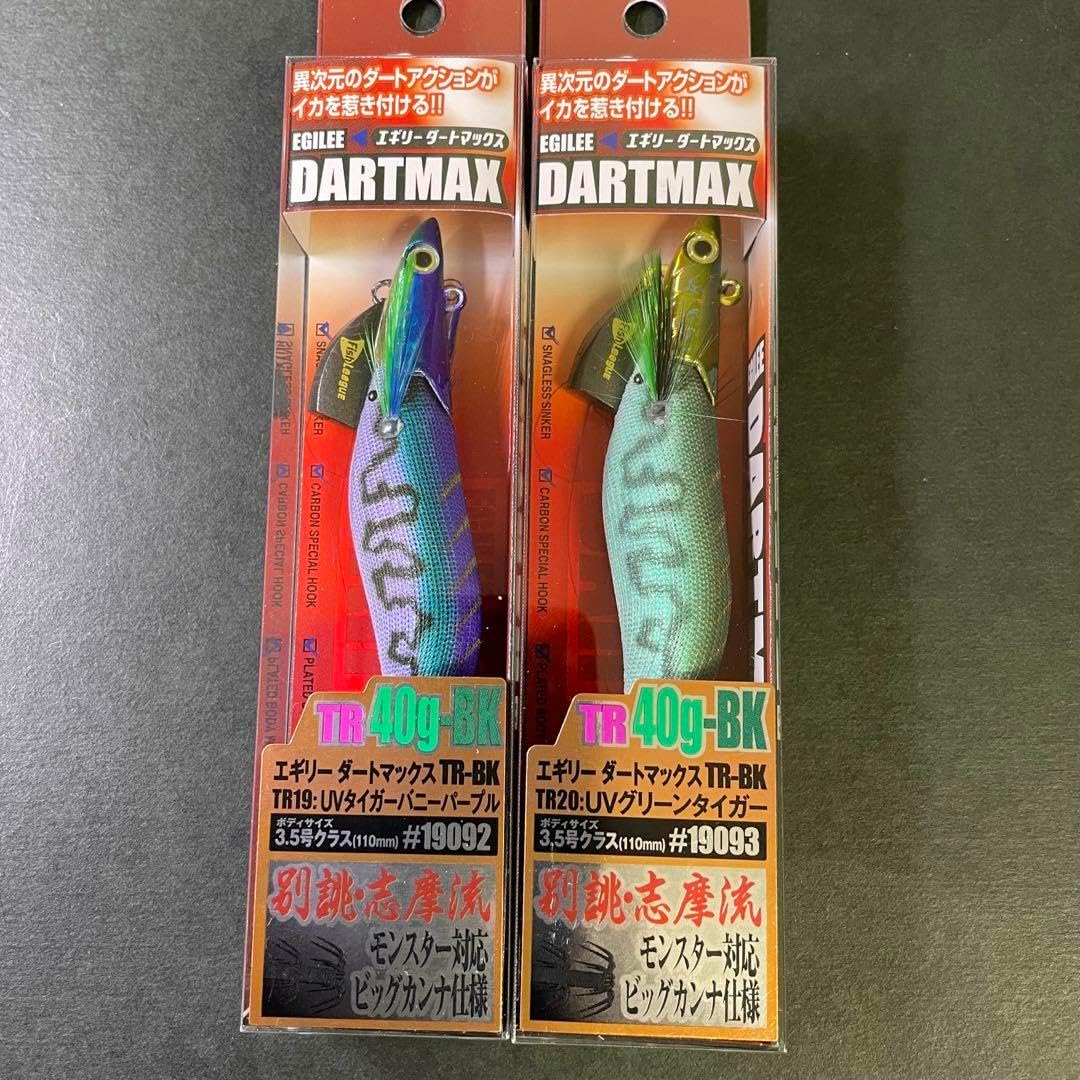 異次元のダートアクションが
イカを惹き付ける!!
EGILEE エギリー ダートマックス
DARTMAX
FishLeague
SNAGLESS SINKER
CARBON SPECIAL HOOK
PLATED
TR 40g-BK
エギリー ダートマックス TR-BK
TR19:UVタイガーバニーパープル
ボディサイズ
3.5号クラス(110mm) #19092
別誂・志摩流
モンスター対応
ビッグカンナ仕様
異次元のダートアクションが
イカを惹き付ける!!
EGILEE エギリー ダートマックス
DARTMAX
FishLeague
SNAGLESS SINKER
CARBON SPECIAL HOOK
PLATED
EGILEE
TR 40g-BK
エギリー ダートマックス TR-BK
TR20:UVグリーンタイガー
ボディサイズ
3.5号クラス(110mm) #19093
別誂・志摩流
モンスター対応
ビッグカンナ仕様